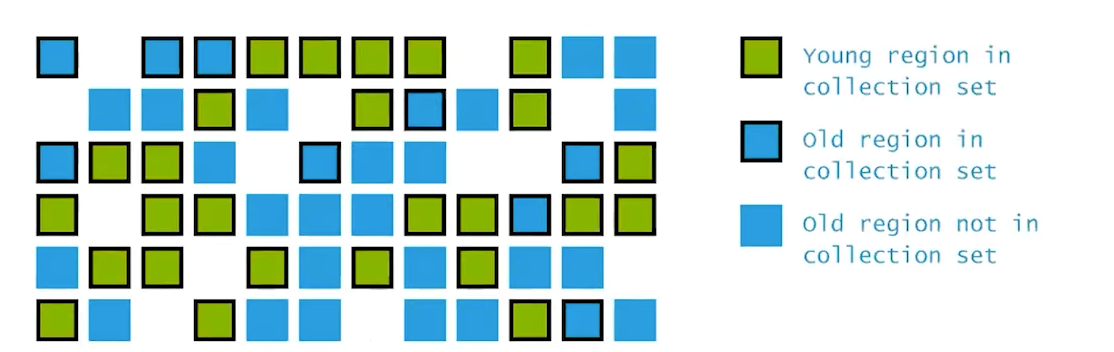 Young region in
collection set
Old region in
collection set
Old region not in
collection set